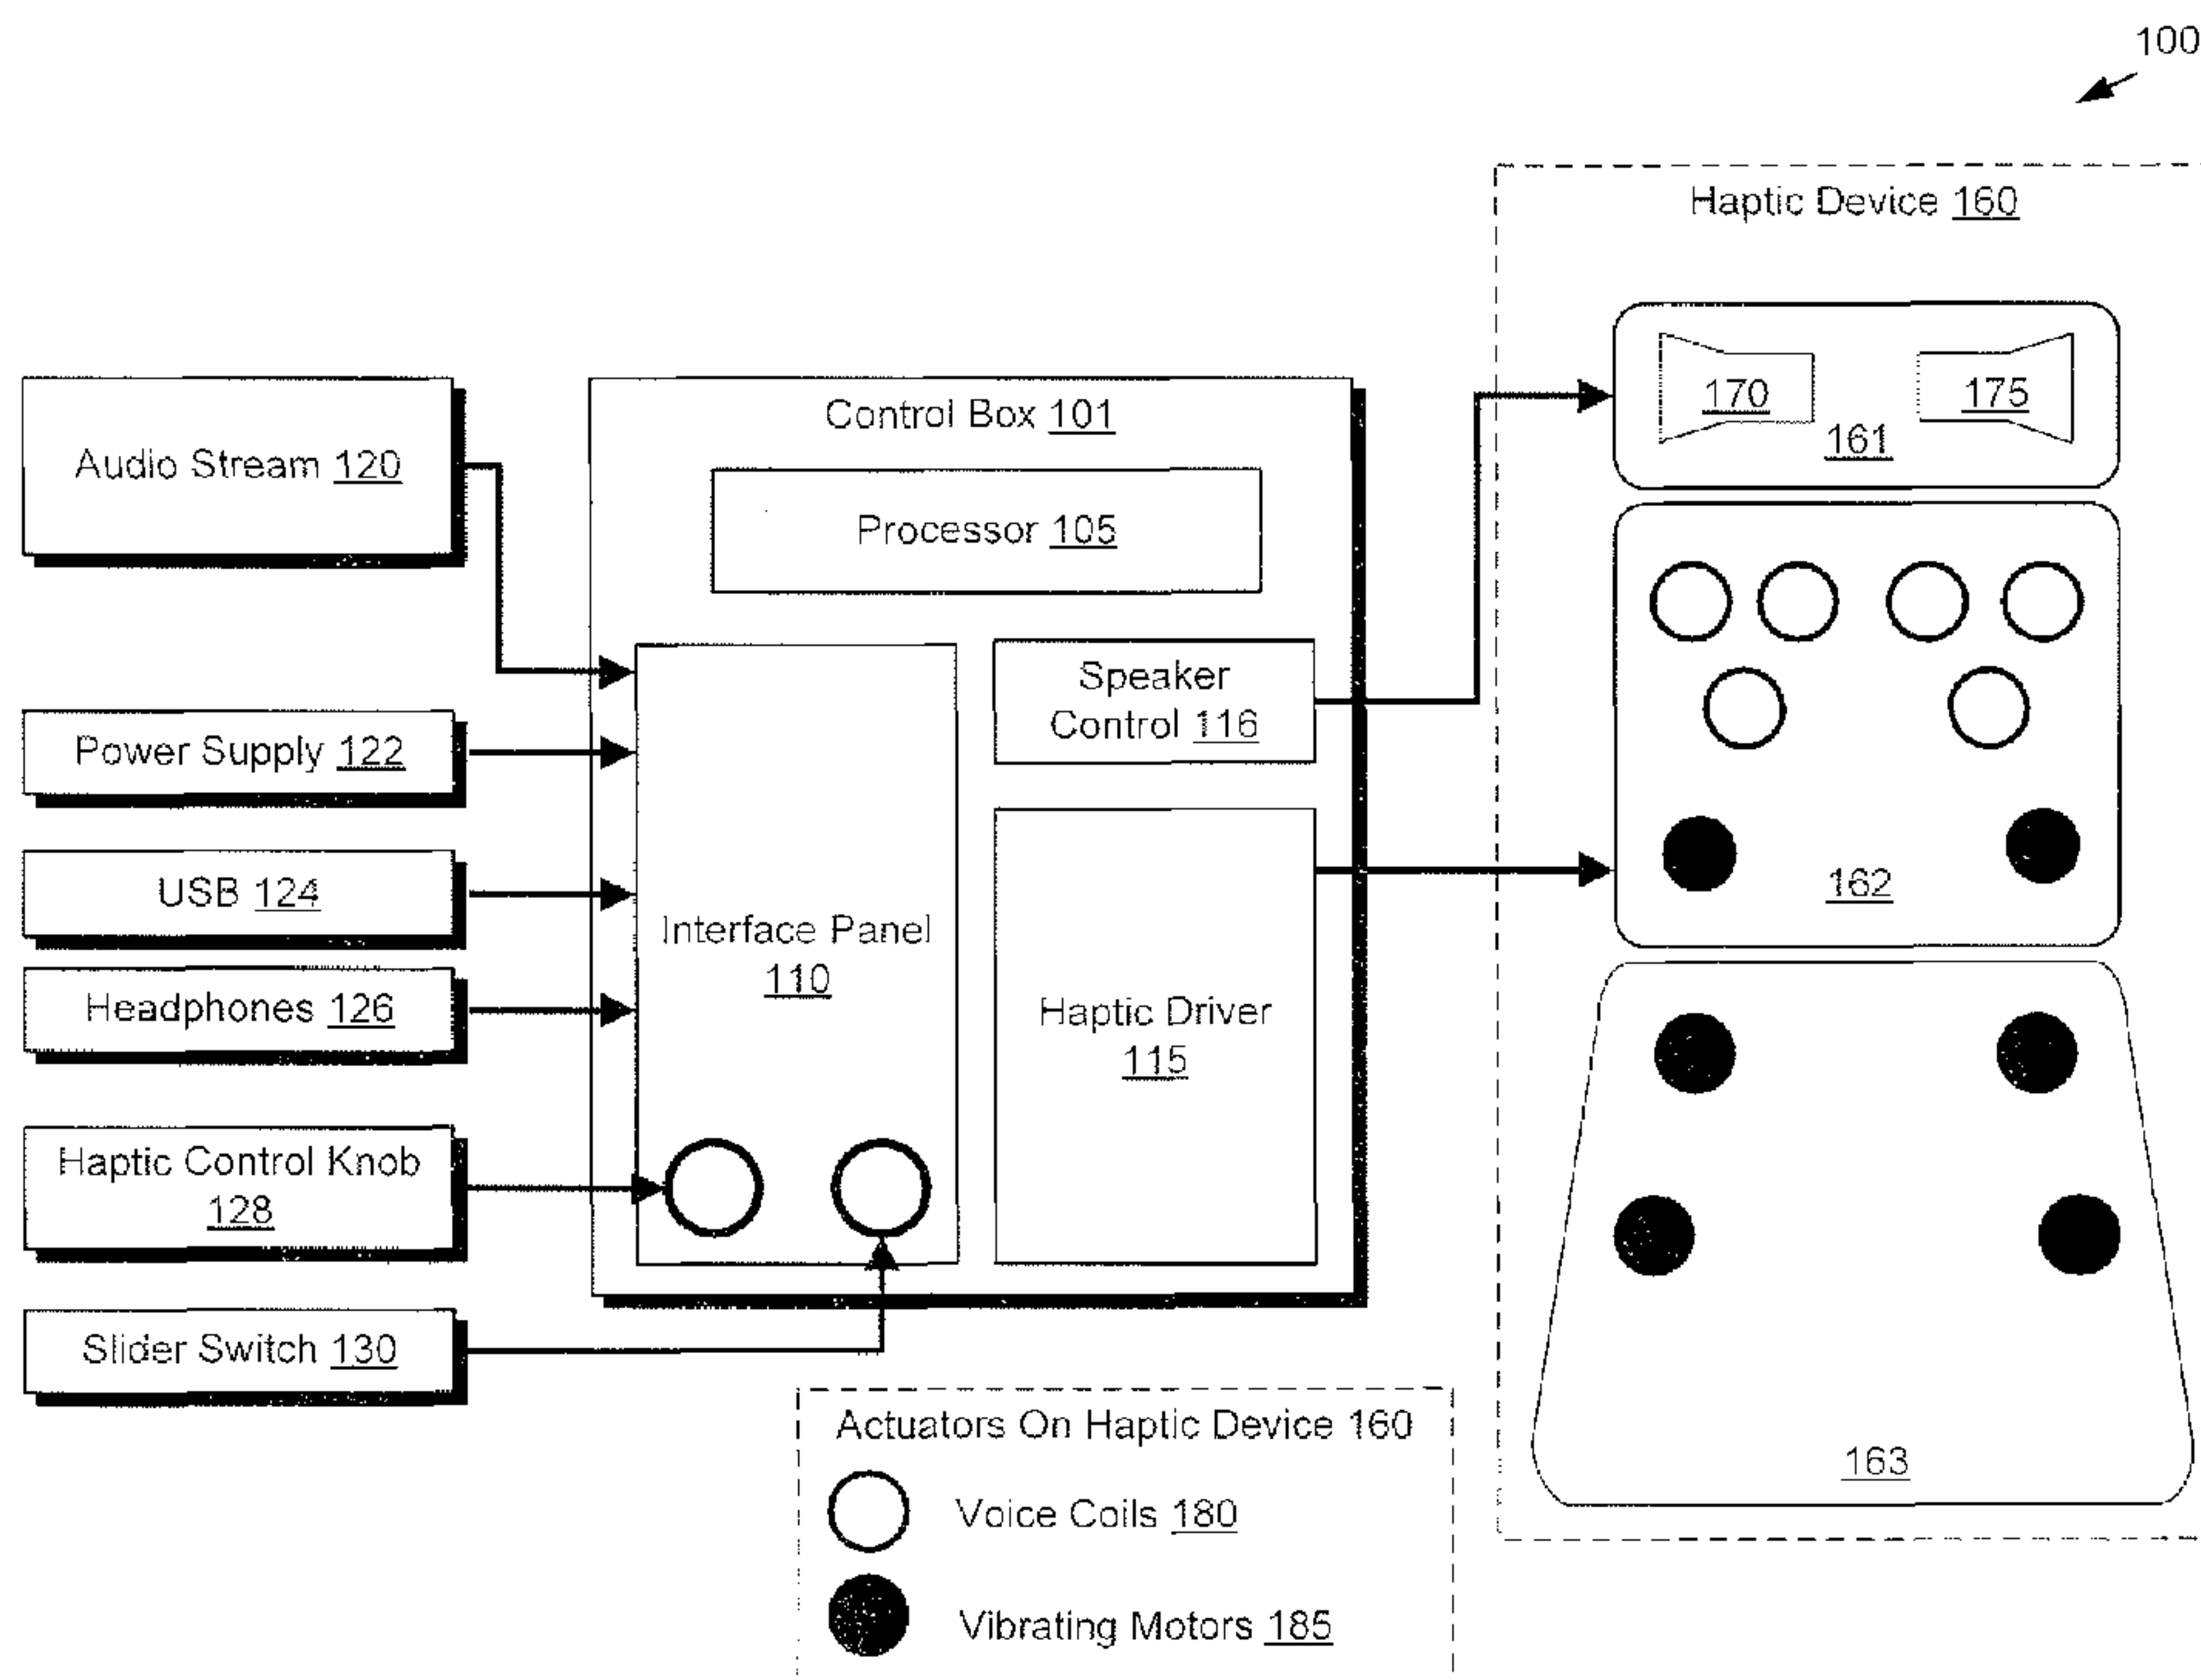 100
Haptic Device 160
170
175
161
Control Box 101
Audio Stream 120
Processor 105
Speaker
Control 116
Power Supply 122
162
USB 124
Interface Panel
110
Headphones 126
Haptic Driver
115
Haptic Control Knob
128
Slider Switch 130
163
Actuators On Haptic Device 160
Voice Coils 180
Vibrating Motors 185